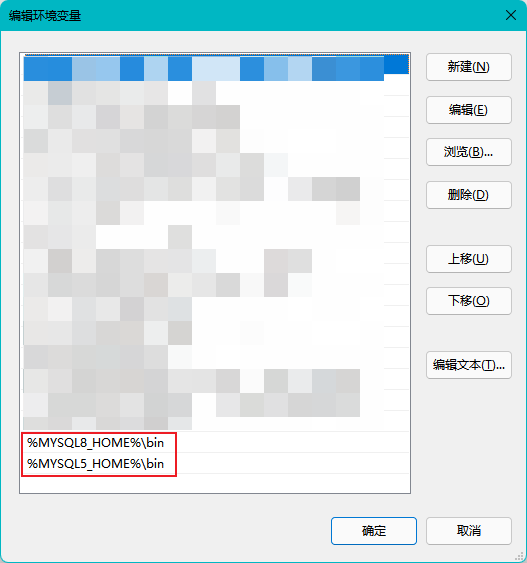 编辑环境变量
新建(N)
编辑(E)
浏览(B)...
删除(D)
上移(U)
下移(O)
编辑文本(T)...
%MYSQL8_HOME%\bin
%MYSQL5_HOME%\bin
确定
取消